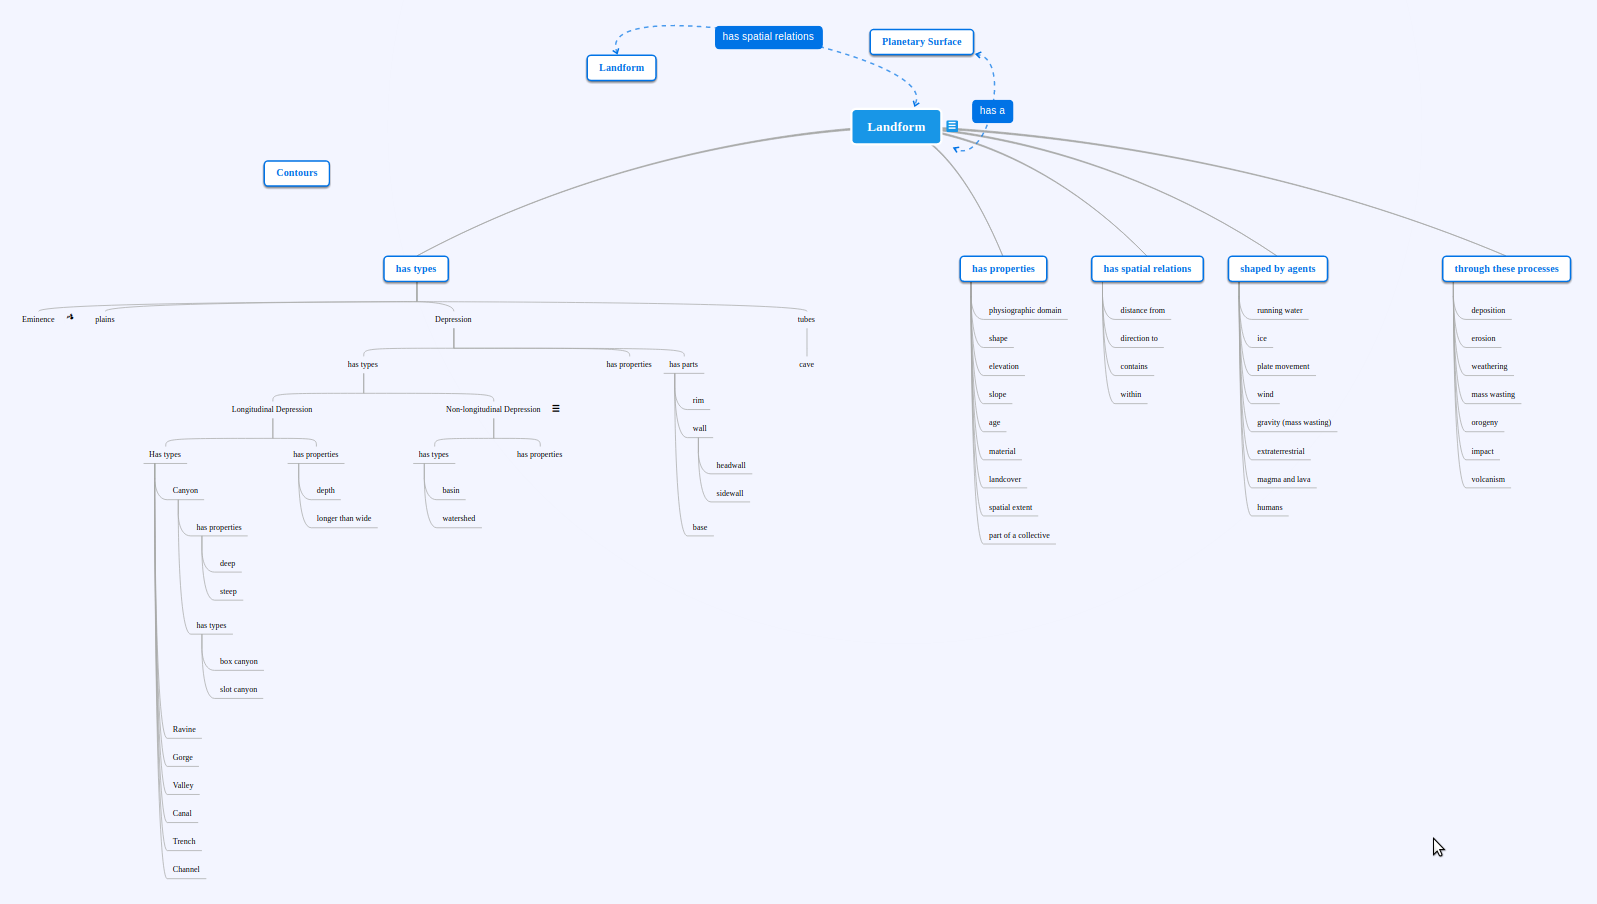 has spatial relations
Planetary Surface
Landform
has a
Landform
Contours
has types
has properties
has spatial relations
shaped by agents
through these processes
Eminence
plains
Depression
tubes
has types
has properties
has parts
cave
Longitudinal Depression
Non-longitudinal Depression
rim
wall
headwall
sidewall
base
Has types
has properties
has types
has properties
Canyon
depth
longer than wide
basin
watershed
has properties
deep
steep
has types
box canyon
slot canyon
Ravine
Gorge
Valley
Canal
Trench
Channel
physiographic domain
shape
elevation
slope
age
material
landcover
spatial extent
part of a collective
distance from
direction to
contains
within
running water
ice
plate movement
wind
gravity (mass wasting)
extraterrestrial
magma and lava
humans
deposition
erosion
weathering
mass wasting
orogeny
impact
volcanism